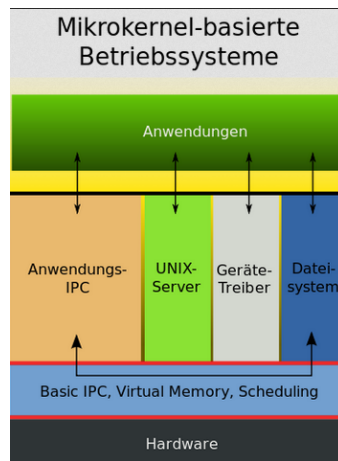 Mikrokernel-basierte
Betriebssysteme
Anwendungen
Anwendungs-
IPC
UNIX-
Server
Geräte-
Treiber
Datei-
system
Basic IPC, Virtual Memory, Scheduling
Hardware